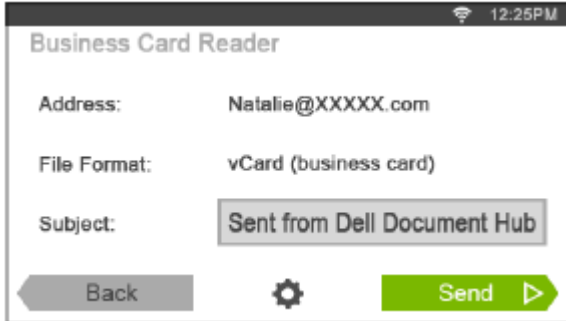 12:25PM
Business Card Reader
Address: Natalie@XXXXX.com
File Format: vCard (business card)
Subject: Sent from Dell Document Hub
Back Send